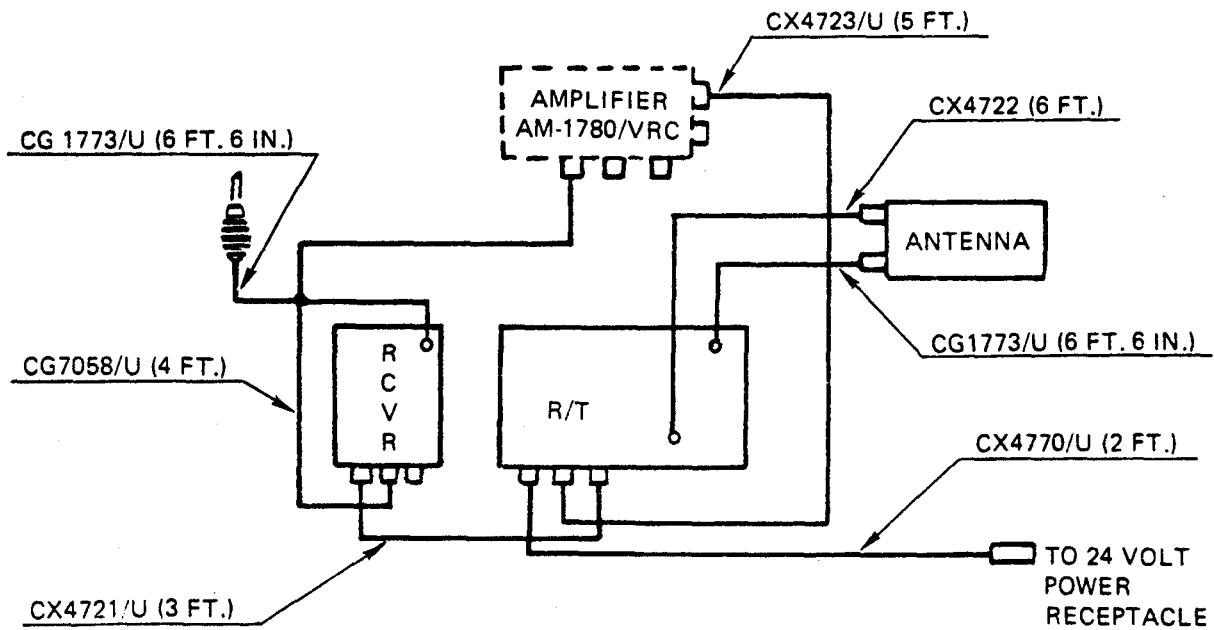 CX4723/U (5 FT.)
AMPLIFIER
AM-1780/VRC
CX4722 (6 FT.)
CG 1773/U (6 FT. 6 IN.)
ANTENNA
CG1773/U (6 FT. 6 IN.)
CG7058/U (4 FT.)
R
C
V
R
R/T
CX4770/U (2 FT.)
TO 24 VOLT
POWER
RECEPTACLE
CX4721/U (3 FT.)